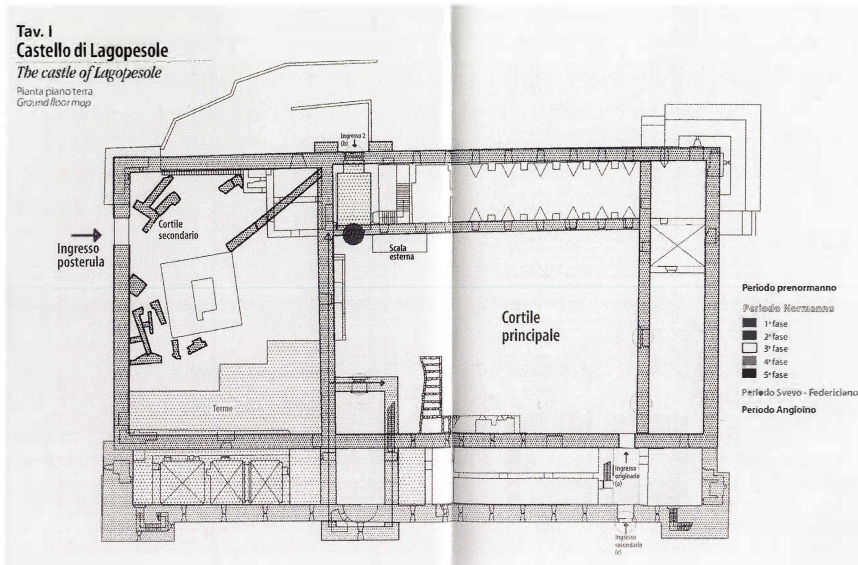 Tav. I
Castello di Lagopesole
The castle of Lagopesole
Pianta piano terra
Ground floor map
Ingresso 2
(b)
Cortile
secondario
Ingresso
posterula
Scala
esterna
Cortile
principale
Terme
Ingresso
originario
(a)
Ingresso
secondario
(c)
Periodo prenormanno
Periodo Normanno
1ª fase
2ª fase
3ª fase
4ª fase
5ª fase
Periodo Svevo - Federiciano
Periodo Angioino